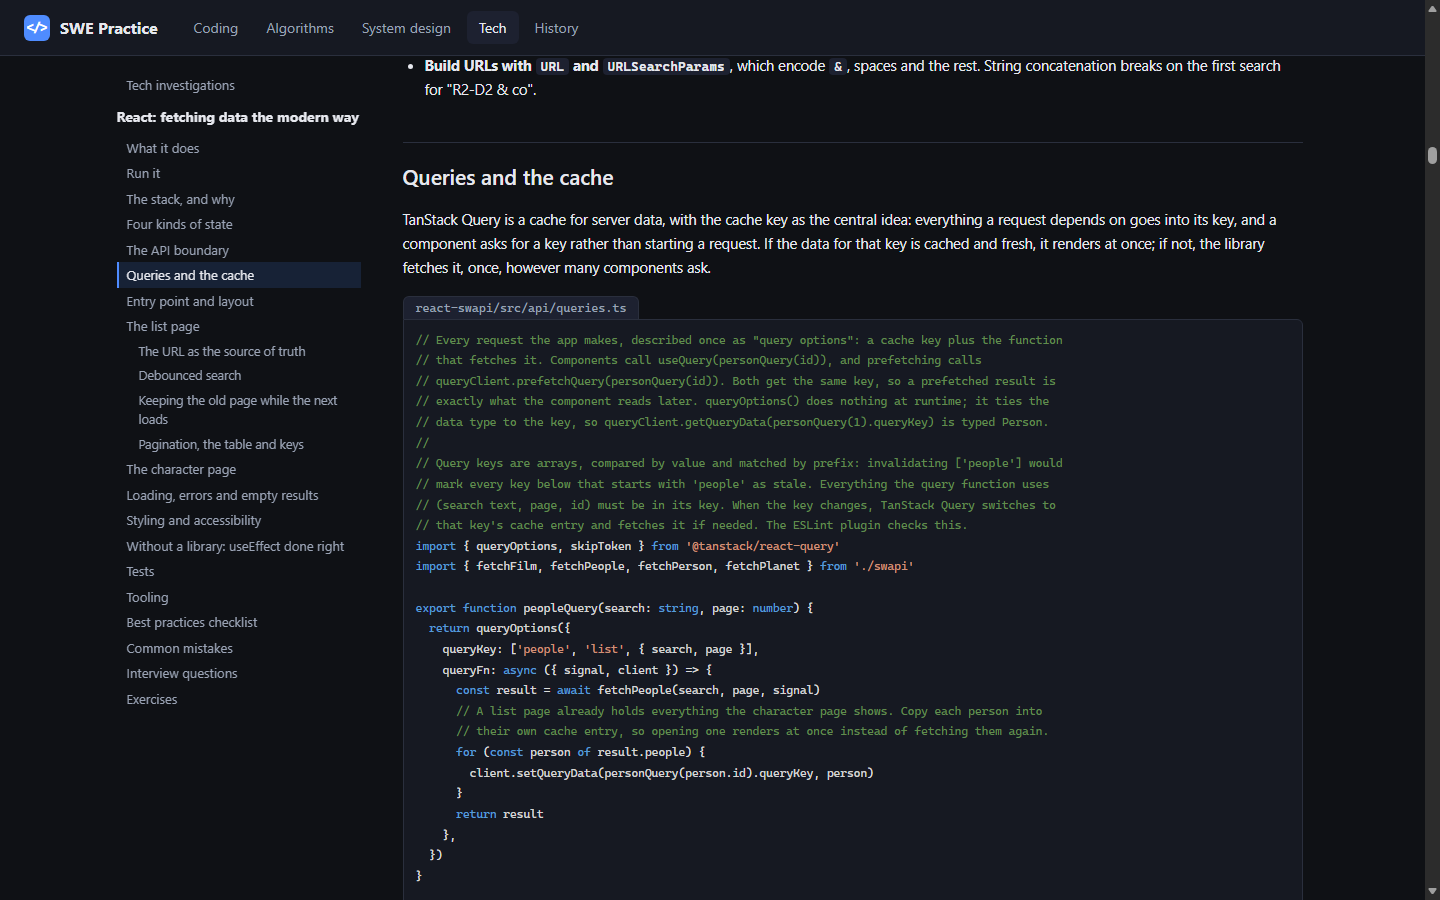 </> SWE Practice Coding Algorithms System design Tech History
Tech investigations
React: fetching data the modern way
What it does
Run it
The stack, and why
Four kinds of state
The API boundary
Queries and the cache
Entry point and layout
The list page
The URL as the source of truth
Debounced search
Keeping the old page while the next
loads
Pagination, the table and keys
The character page
Loading, errors and empty results
Styling and accessibility
Without a library: useEffect done right
Tests
Tooling
Best practices checklist
Common mistakes
Interview questions
Exercises
• Build URLs with URL and URLSearchParams, which encode &, spaces and the rest. String concatenation breaks on the first search
for "R2-D2 & co".
Queries and the cache
TanStack Query is a cache for server data, with the cache key as the central idea: everything a request depends on goes into its key, and a
component asks for a key rather than starting a request. If the data for that key is cached and fresh, it renders at once; if not, the library
fetches it, once, however many components ask.
react-swapi/src/api/queries.ts
// Every request the app makes, described once as "query options": a cache key plus the function
// that fetches it. Components call useQuery(personQuery(id)), and prefetching calls
// queryClient.prefetchQuery(personQuery(id)). Both get the same key, so a prefetched result is
// exactly what the component reads later. queryOptions() does nothing at runtime; it ties the
// data type to the key, so queryClient.getQueryData(personQuery(1).queryKey) is typed Person.
//
// Query keys are arrays, compared by value and matched by prefix: invalidating ['people'] would
// mark every key below that starts with 'people' as stale. Everything the query function uses
// (search text, page, id) must be in its key. When the key changes, TanStack Query switches to
// that key's cache entry and fetches it if needed. The ESLint plugin checks this.
import { queryOptions, skipToken } from '@tanstack/react-query'
import { fetchFilm, fetchPeople, fetchPerson, fetchPlanet } from './swapi'
export function peopleQuery(search: string, page: number) {
return queryOptions({
queryKey: ['people', 'list', { search, page }],
queryFn: async ({ signal, client }) => {
const result = await fetchPeople(search, page, signal)
// A list page already holds everything the character page shows. Copy each person into
// their own cache entry, so opening one renders at once instead of fetching them again.
for (const person of result.people) {
client.setQueryData(personQuery(person.id).queryKey, person)
}
return result
},
})
}